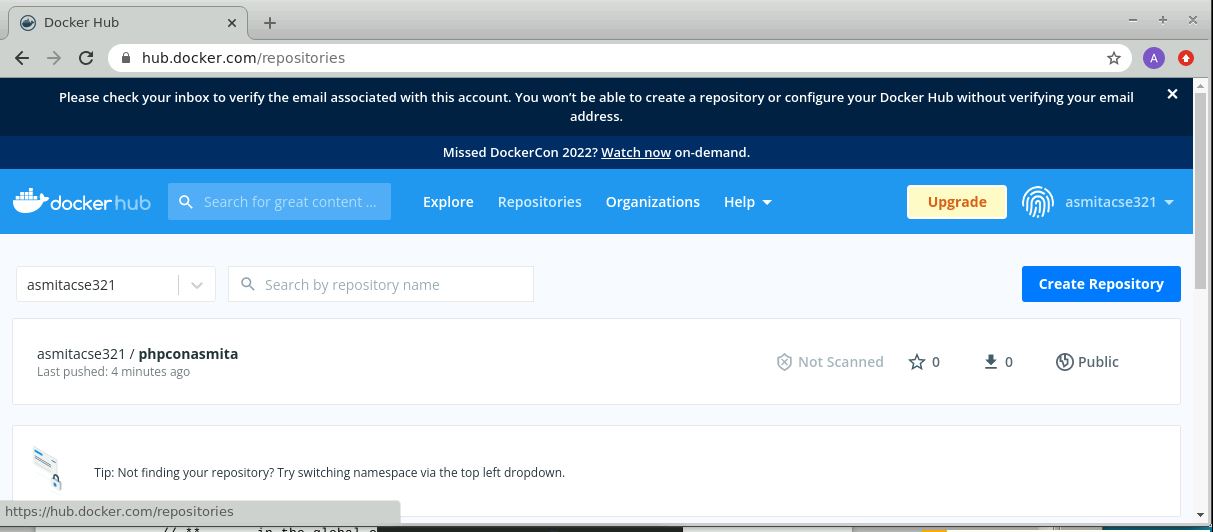 Docker Hub
hub.docker.com/repositories
A
Please check your inbox to verify the email associated with this account. You won't be able to create a repository or configure your Docker Hub without verifying your email
address.
Missed DockerCon 2022? Watch now on-demand.
docker hub
Search for great content ...
Explore
Repositories
Organizations
Help
Upgrade
asmitacse321
asmitacse321
Search by repository name
Create Repository
asmitacse321 / phpconasmita
Last pushed: 4 minutes ago
Not Scanned
0
0
Public
Tip: Not finding your repository? Try switching namespace via the top left dropdown.
https://hub.docker.com/repositories
// ** in the global